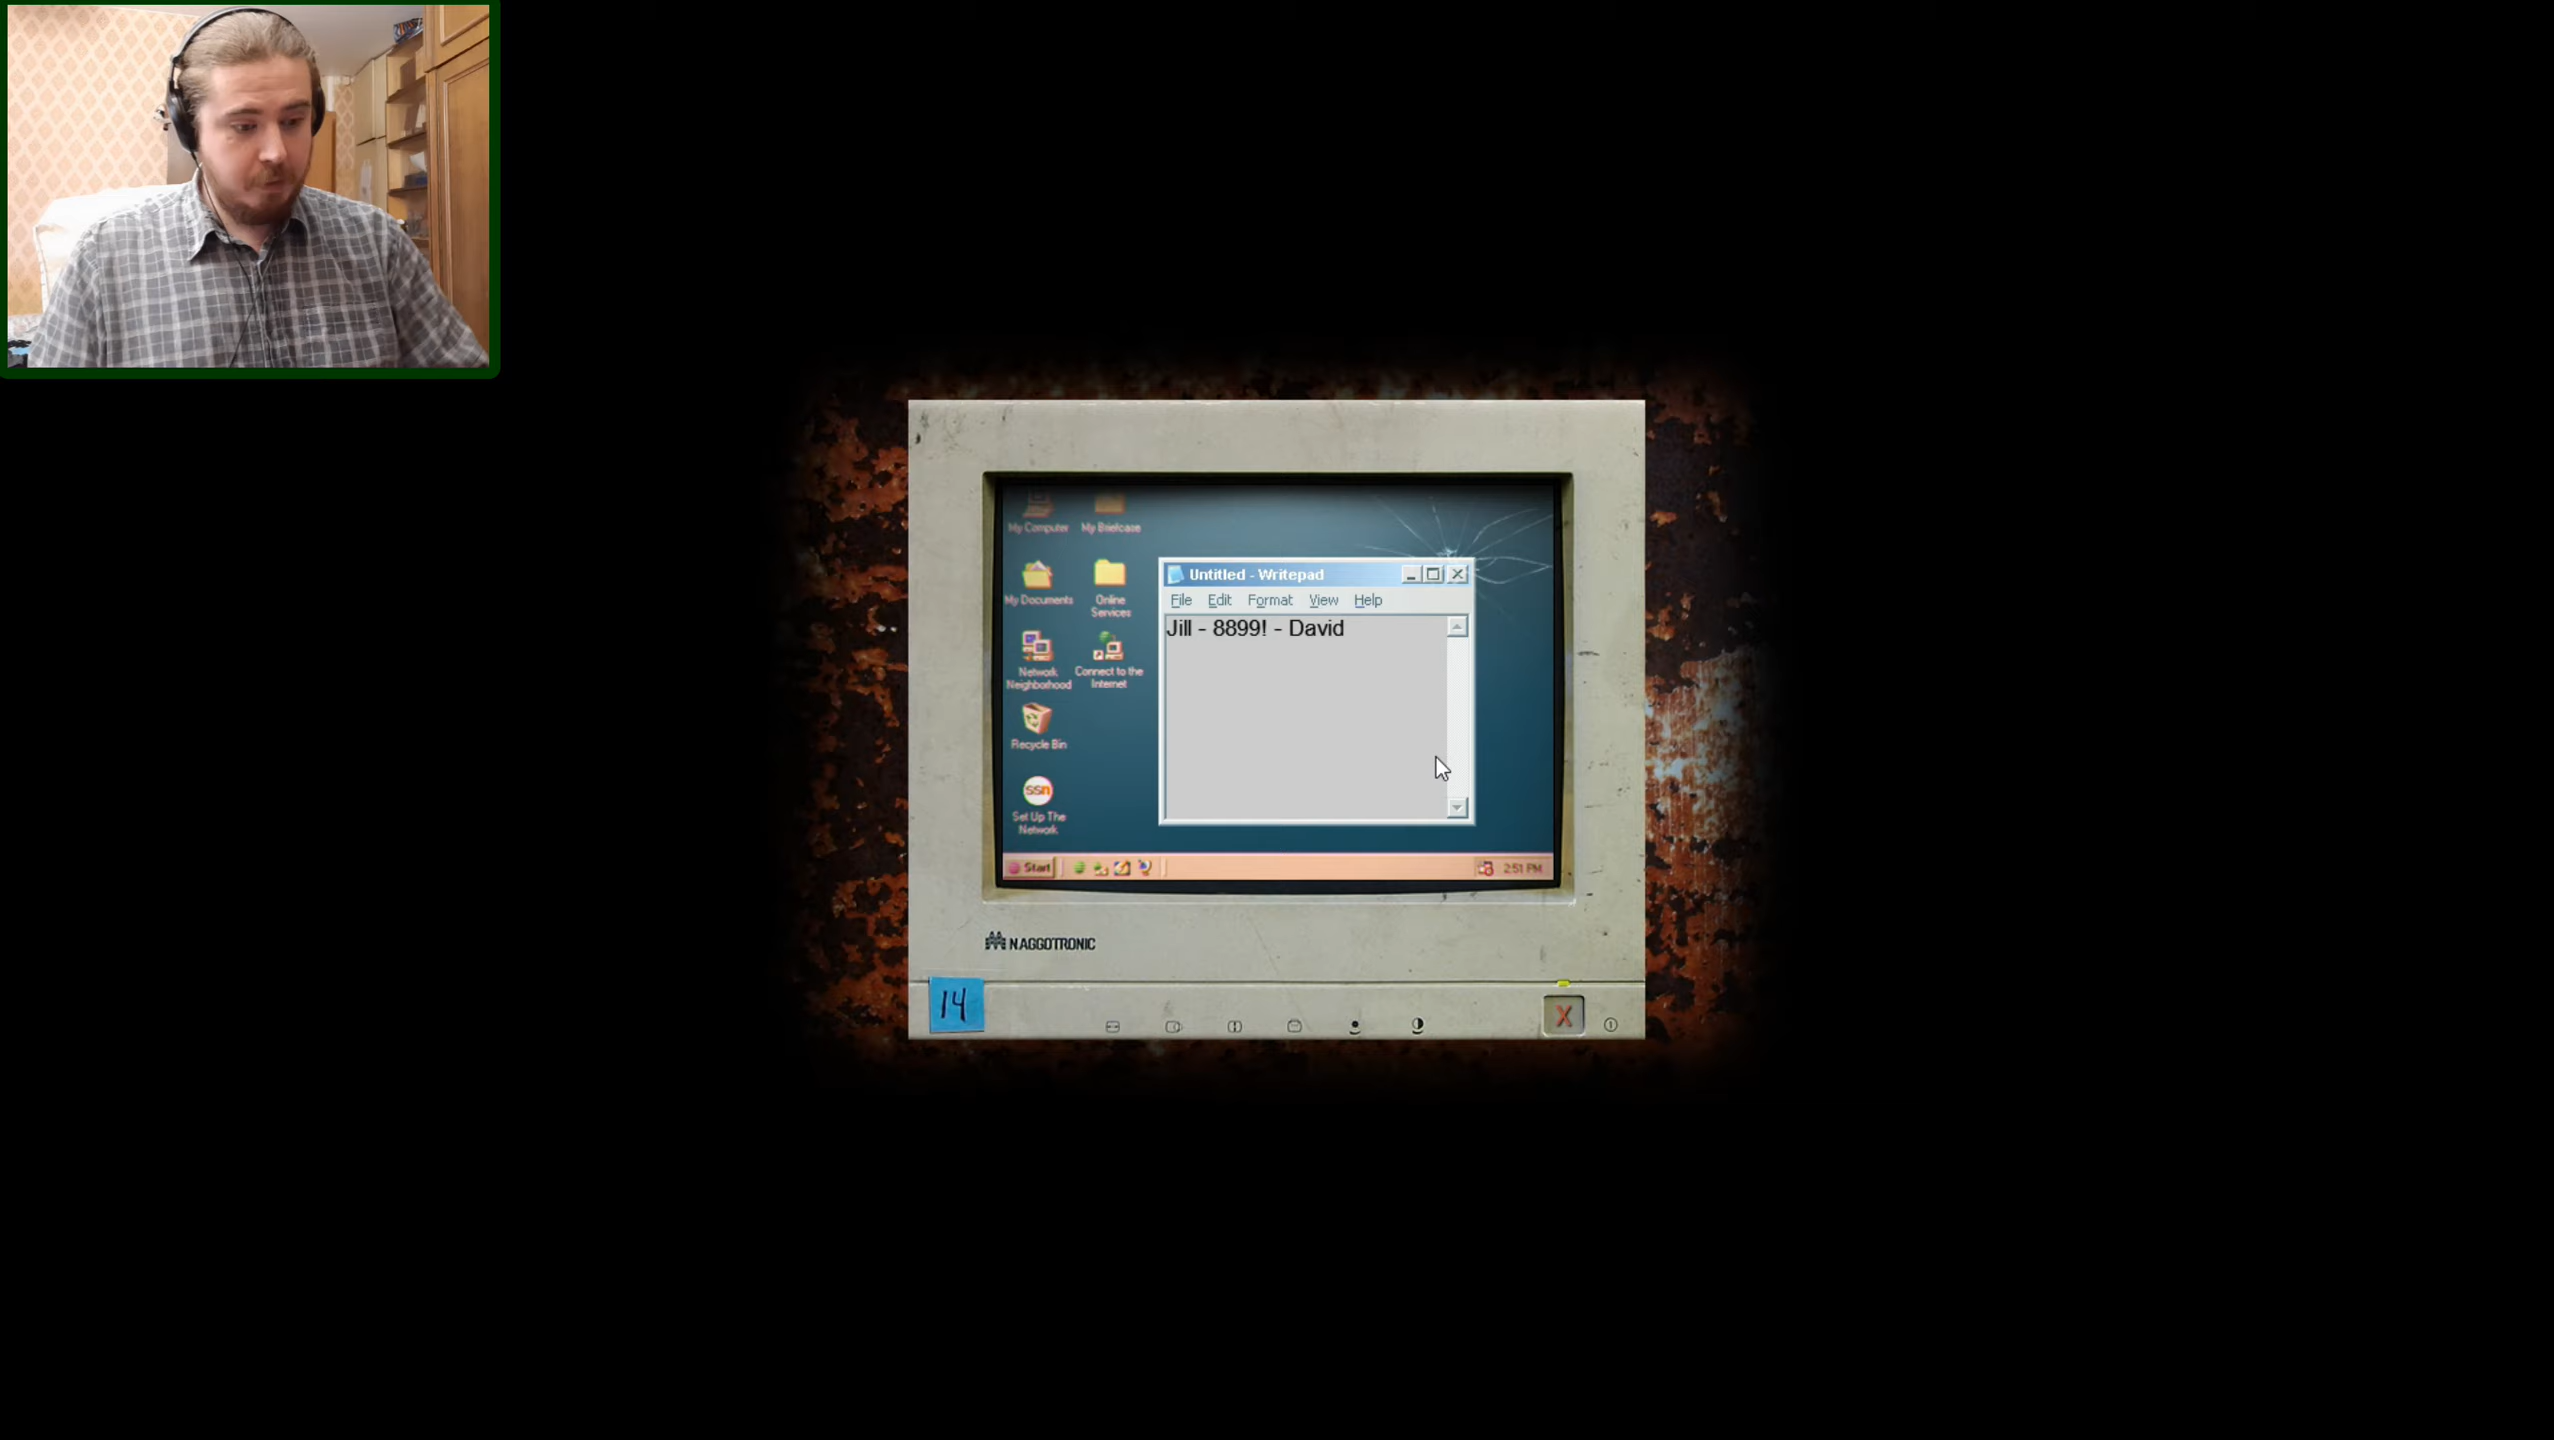 My Computer
My Briefcase
My Documents
Online
Services
Network
Neighborhood
Connect to the
Internet
Recycle Bin
ssn
Set Up The
Network
Untitled - Writepad
File Edit Format View Help
Jill - 8899! - David
Start
2:51 PM
NAGGOTRONIC
14
X